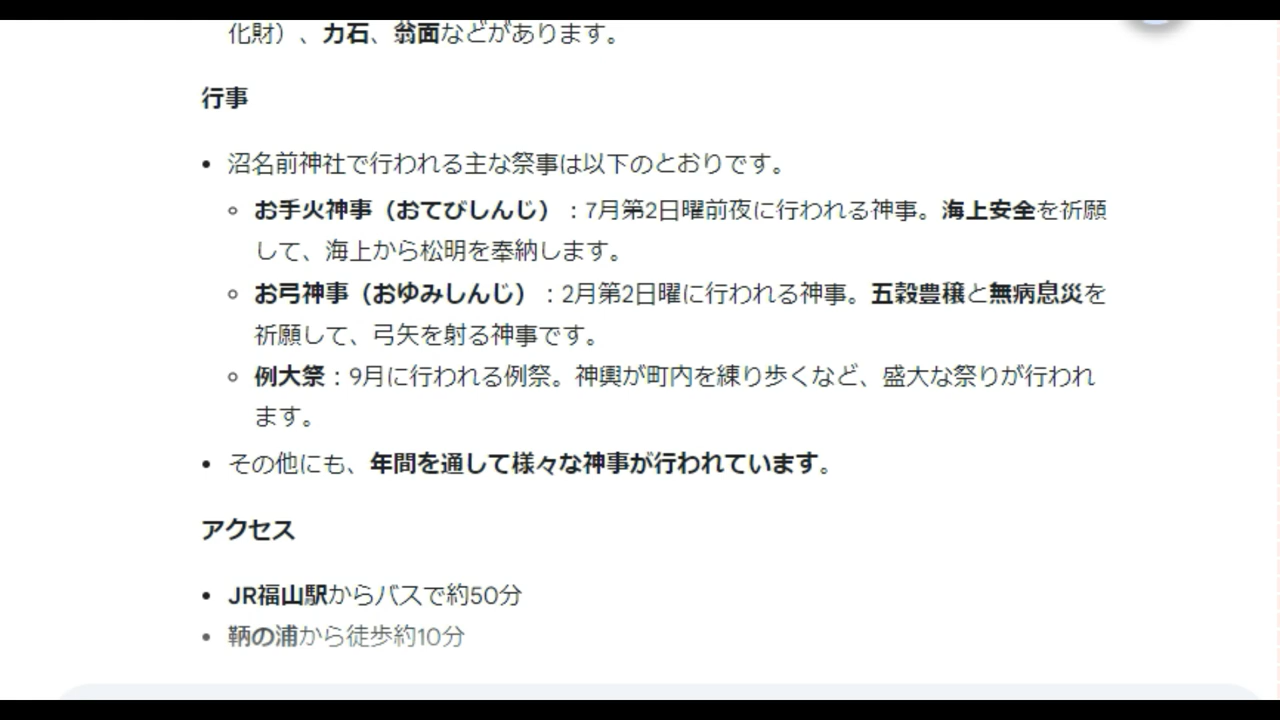 化財）、力石、翁面などがあります。
行事
沼名前神社で行われる主な祭事は以下のとおりです。
お手火神事（おてびしんじ）：7月第2日曜前夜に行われる神事。海上安全を祈願
して、海上から松明を奉納します。
お弓神事（おゆみしんじ）：2月第2日曜に行われる神事。五穀豊穣と無病息災を
祈願して、弓矢を射る神事です。
例大祭：9月に行われる例祭。神輿が町内を練り歩くなど、盛大な祭りが行われ
ます。
その他にも、年間を通して様々な神事が行われています。
アクセス
JR福山駅からバスで約50分
鞆の浦から徒歩約10分